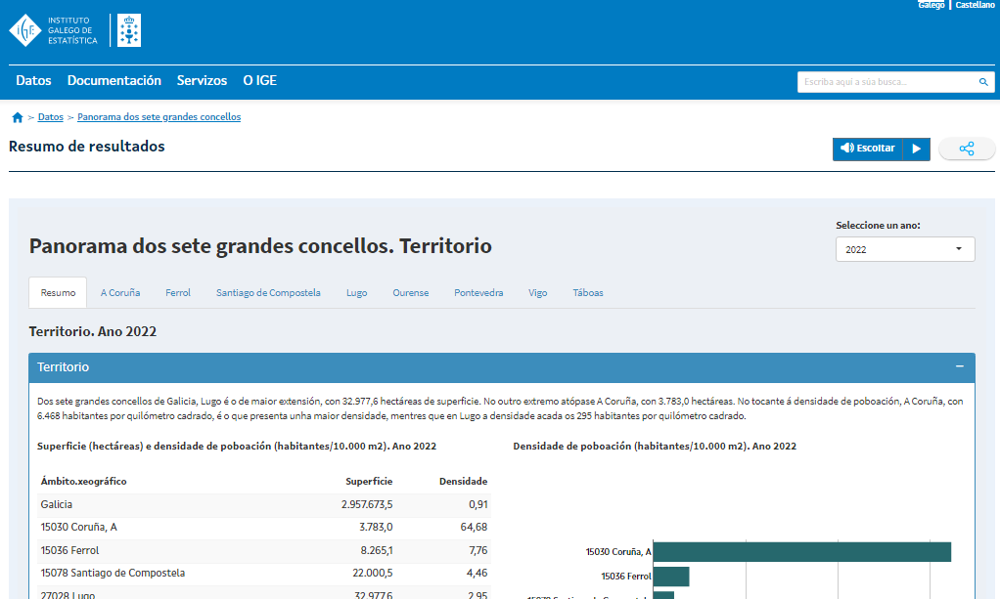 Galego | Castellano
IGE
INSTITUTO
GALEGO DE
ESTATÍSTICA
Datos Documentación Servizos O IGE
Escriba aquí a súa busca...
> Datos > Panorama dos sete grandes concellos
Resumo de resultados
Escoitar
Seleccione un ano:
Panorama dos sete grandes concellos. Territorio
2022
Resumo A Coruña Ferrol Santiago de Compostela Lugo Ourense Pontevedra Vigo Táboas
Territorio. Ano 2022
Territorio −
Dos sete grandes concellos de Galicia, Lugo é o de maior extensión, con 32.977,6 hectáreas de superficie. No outro extremo atópase A Coruña, con 3.783,0 hectáreas. No tocante á densidade de poboación, A Coruña, con
6.468 habitantes por quilómetro cadrado, é o que presenta unha maior densidade, mentres que en Lugo a densidade acada os 295 habitantes por quilómetro cadrado.
Superficie (hectáreas) e densidade de poboación (habitantes/10.000 m2). Ano 2022
Densidade de poboación (habitantes/10.000 m2). Ano 2022
Ámbito.xeográfico Superficie Densidade
Galicia 2.957.673,5 0,91
15030 Coruña, A 3.783,0 64,68
15036 Ferrol 8.265,1 7,76
15078 Santiago de Compostela 22.000,5 4,46
27028 Lugo 32.977,6 2,95
15030 Coruña, A
15036 Ferrol
15078 Santiago de Compostela